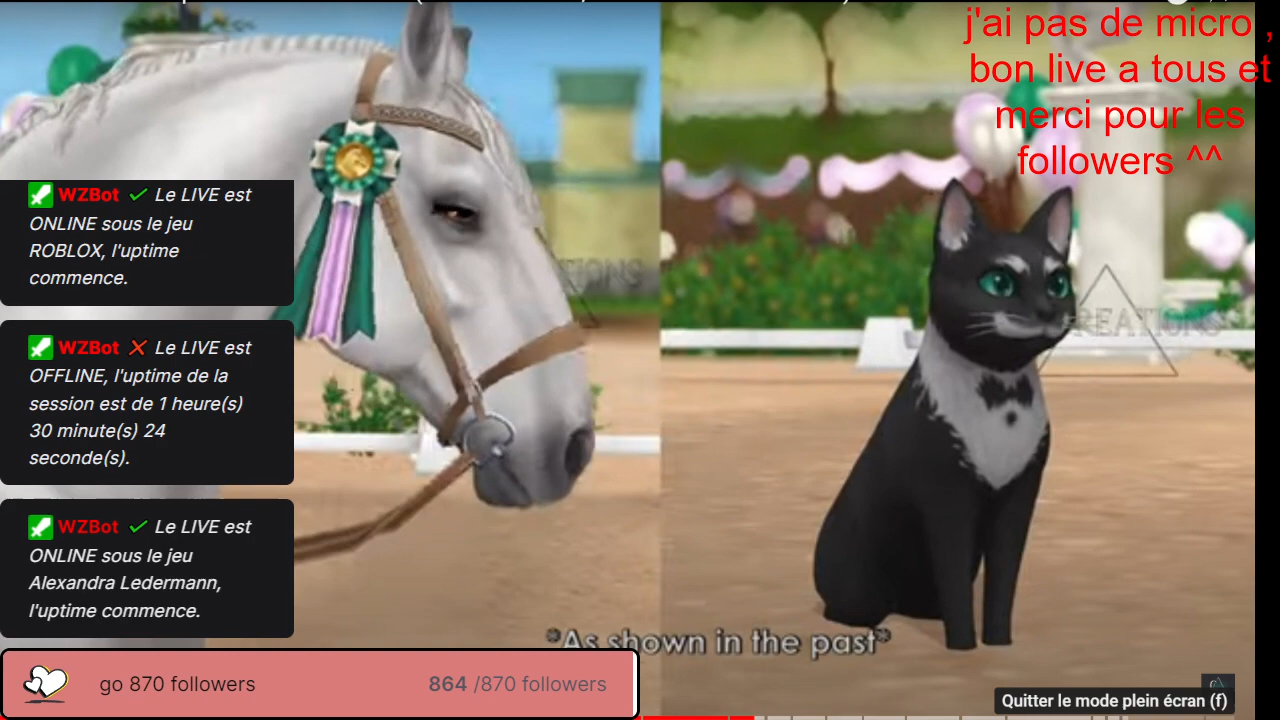 j'ai pas de micro ,
bon live a tous et
merci pour les
followers ^^
WZBot ✓ Le LIVE est
ONLINE sous le jeu
ROBLOX, l'uptime
commence.
WZBot ✗ Le LIVE est
OFFLINE, l'uptime de la
session est de 1 heure(s)
30 minute(s) 24
seconde(s).
WZBot ✓ Le LIVE est
ONLINE sous le jeu
Alexandra Ledermann,
l'uptime commence.
*As shown in the past*
go 870 followers 864 /870 followers
Quitter le mode plein écran (f)